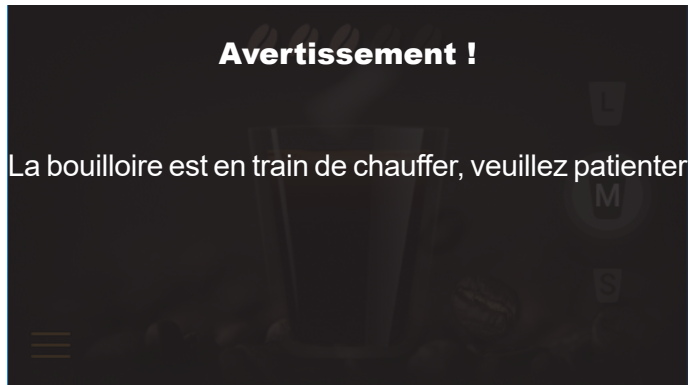 Avertissement !
La bouilloire est en train de chauffer, veuillez patienter
L
M
S